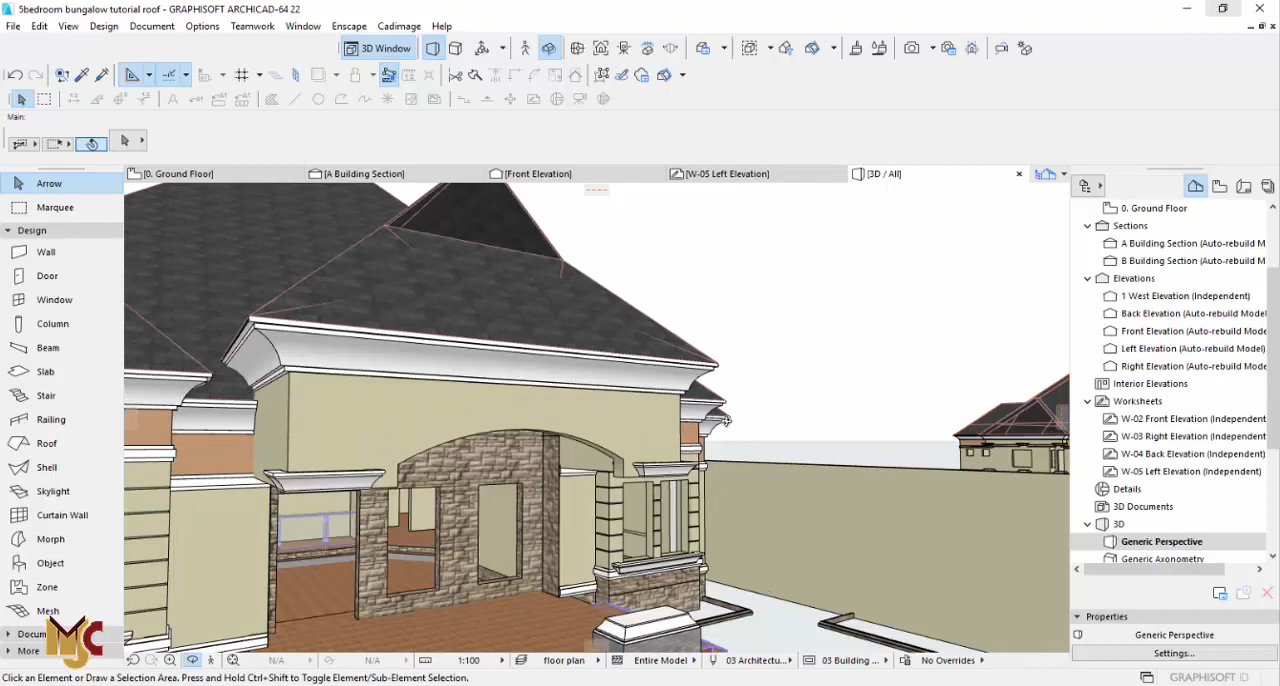 5bedroom bungalow tutorial roof - GRAPHISOFT ARCHICAD-64 22
File Edit View Design Document Options Teamwork Window Enscape Cadimage Help
3D Window
Main:
[0. Ground Floor]
[A Building Section]
[Front Elevation]
[W-05 Left Elevation]
[3D / All]
Arrow
Marquee
Design
Wall
Door
Window
Column
Beam
Slab
Stair
Railing
Roof
Shell
Skylight
Curtain Wall
Morph
Object
Zone
Mesh
Docum
More
MSC
0. Ground Floor
Sections
A Building Section (Auto-rebuild M
B Building Section (Auto-rebuild M
Elevations
1 West Elevation (Independent)
Back Elevation (Auto-rebuild Model
Front Elevation (Auto-rebuild Mode
Left Elevation (Auto-rebuild Model)
Right Elevation (Auto-rebuild Mode
Interior Elevations
Worksheets
W-02 Front Elevation (Independent
W-03 Right Elevation (Independent
W-04 Back Elevation (Independent)
W-05 Left Elevation (Independent)
Details
3D Documents
3D
Generic Perspective
Generic Axonometry
Properties
Generic Perspective
Settings...
N/A
N/A
1:100
floor plan
Entire Model
03 Architectu...
03 Building ...
No Overrides
Click an Element or Draw a Selection Area. Press and Hold Ctrl+Shift to Toggle Element/Sub-Element Selection.
GRAPHISOFT ID